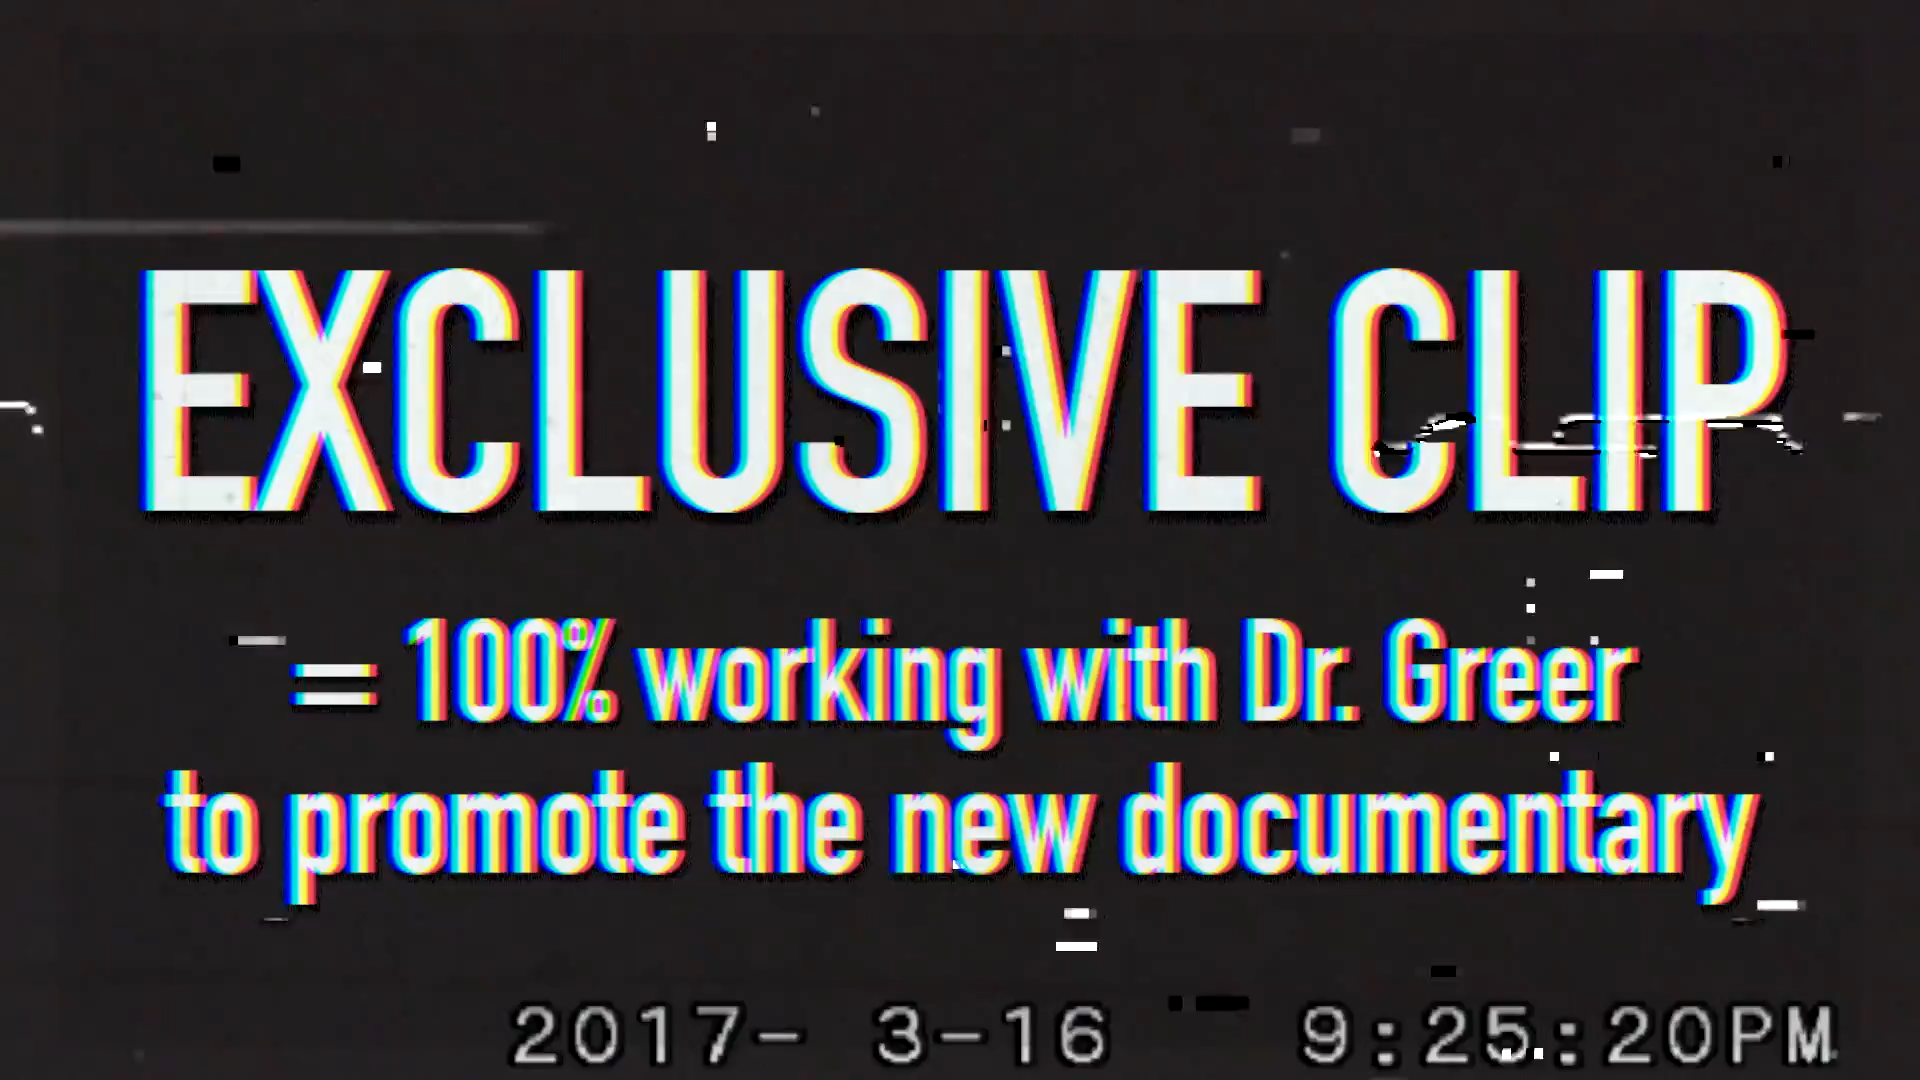 EXCLUSIVE CLIP
= 100% working with Dr. Greer
to promote the new documentary
2017- 3-16 9:25:20PM